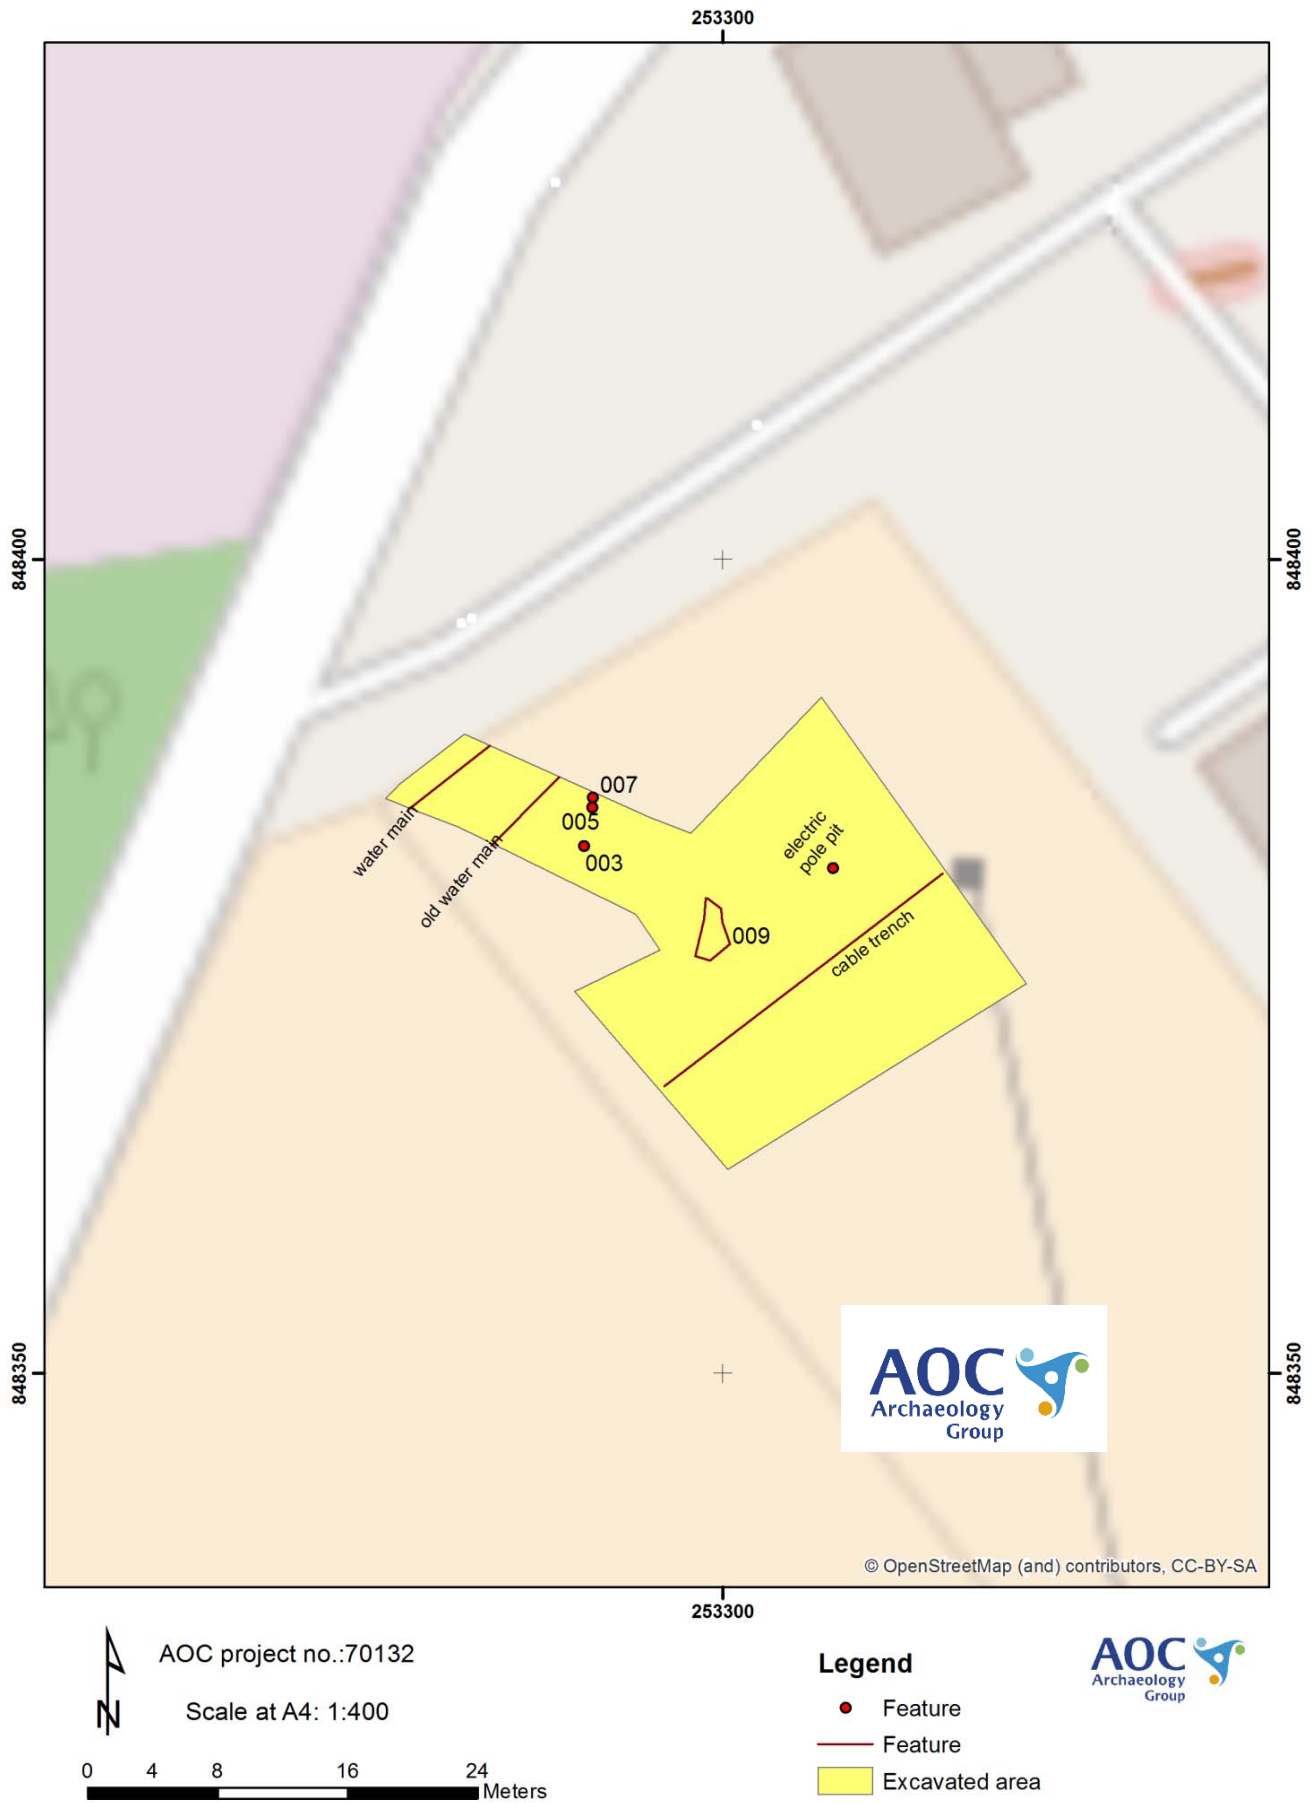 253300
848400
848400
007
005
003
water main
old water main
electric
pole pit
009
cable trench
848350
848350
AOC
Archaeology
Group
© OpenStreetMap (and) contributors, CC-BY-SA
253300
AOC project no.:70132
N
Scale at A4: 1:400
0 4 8 16 24
Meters
Legend
Feature
Feature
Excavated area
AOC
Archaeology
Group